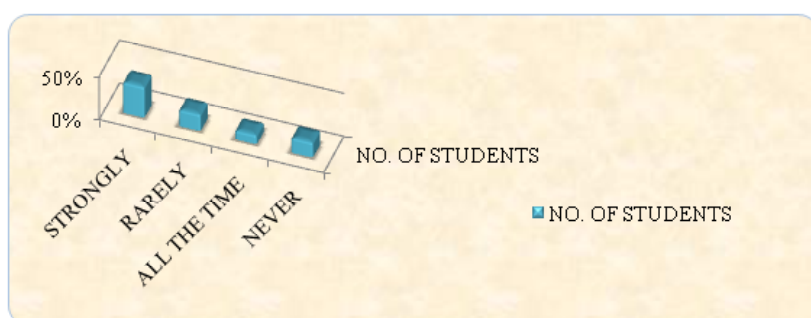 50%
0%
STRONGLY
RARELY
ALL THE TIME
NEVER
NO. OF STUDENTS
NO. OF STUDENTS